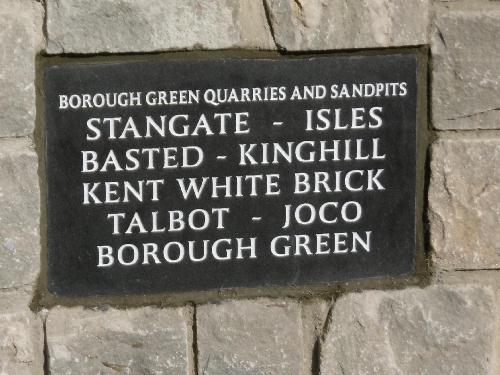 BOROUGH GREEN QUARRIES AND SANDPITS
STANGATE - ISLES
BASTED - KINGHILL
KENT WHITE BRICK
TALBOT - JOCO
BOROUGH GREEN